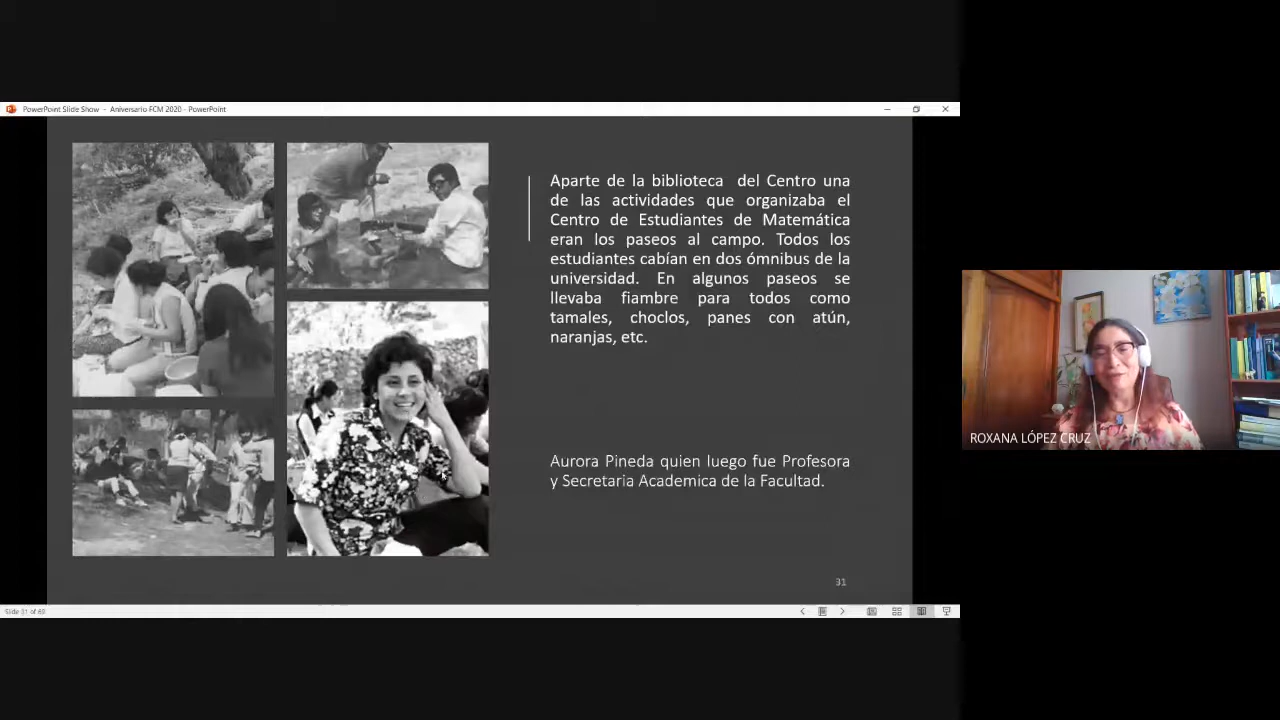 PowerPoint Slide Show - Aniversario FCM 2020 - PowerPoint
Aparte de la biblioteca del Centro una
de las actividades que organizaba el
Centro de Estudiantes de Matemática
eran los paseos al campo. Todos los
estudiantes cabían en dos ómnibus de la
universidad. En algunos paseos se
llevaba fiambre para todos como
tamales, choclos, panes con atún,
naranjas, etc.
Aurora Pineda quien luego fue Profesora
y Secretaria Academica de la Facultad.
31
ROXANA LÓPEZ CRUZ
Slide 31 of